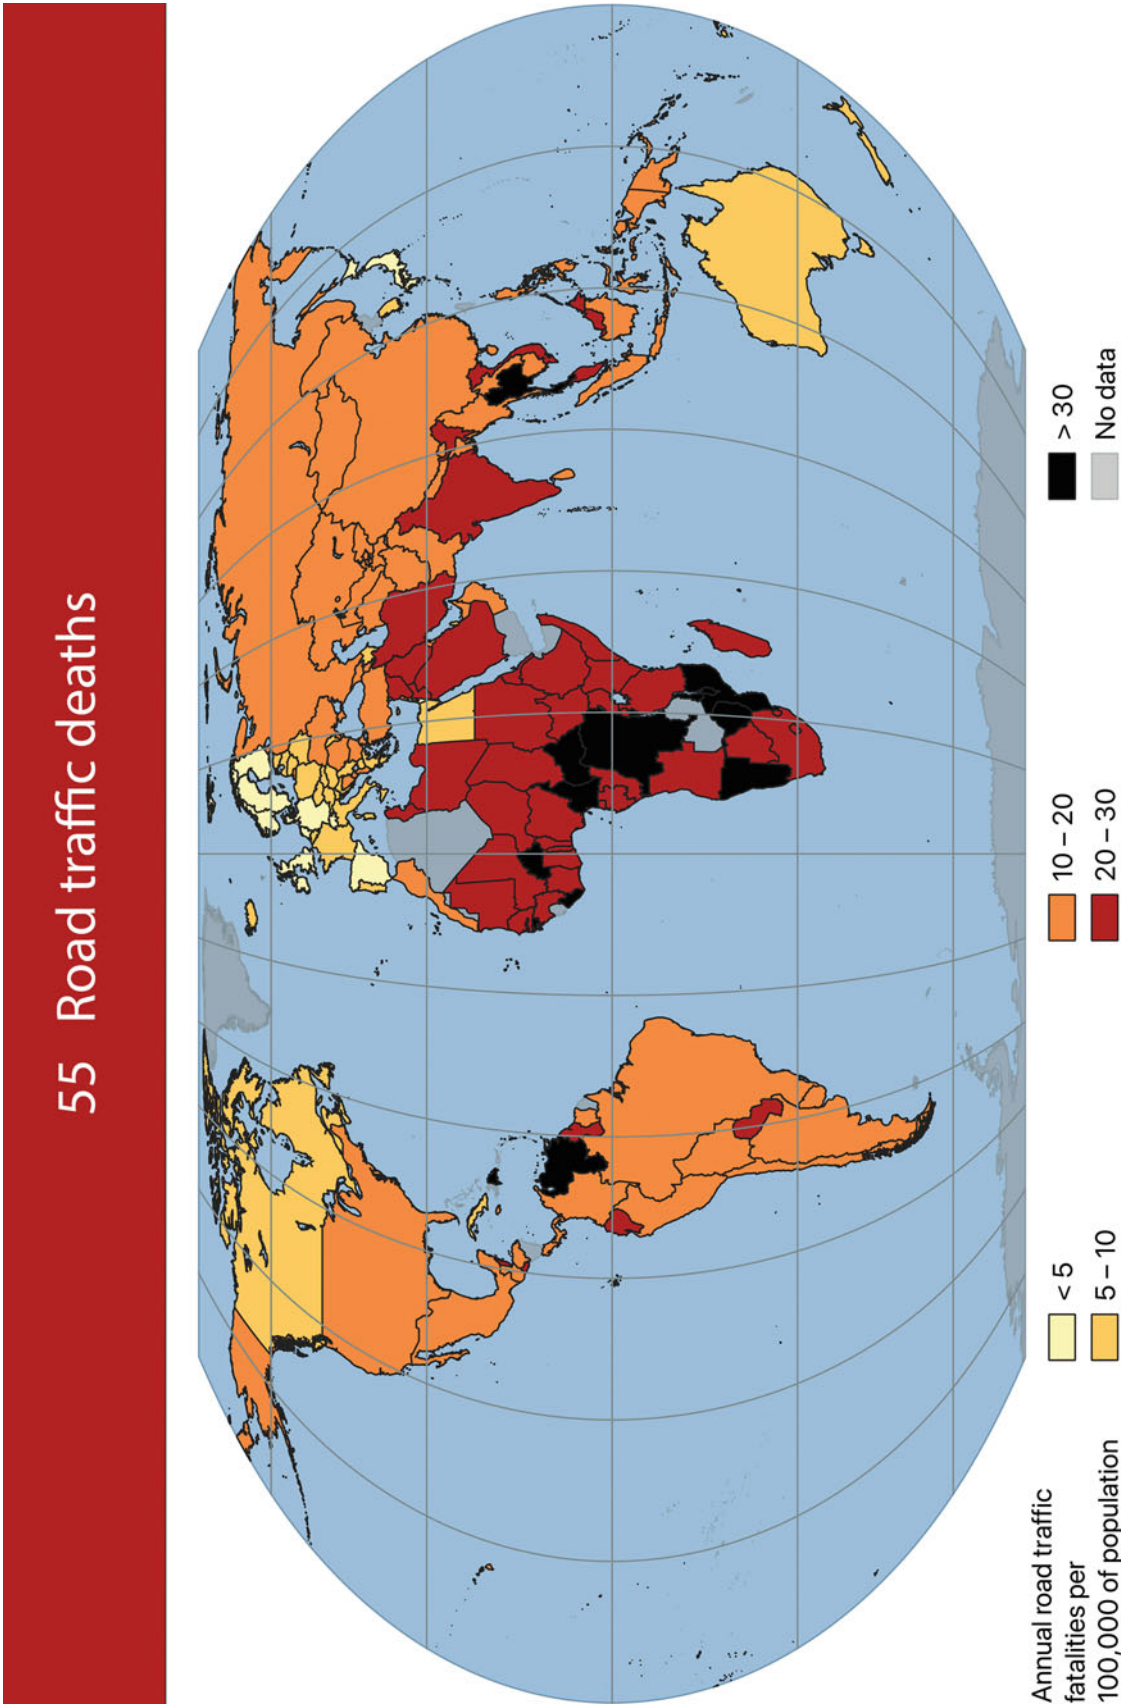 55 Road traffic deaths
Annual road traffic
fatalities per
100,000 of population
< 5
5 – 10
10 – 20
20 – 30
> 30
No data